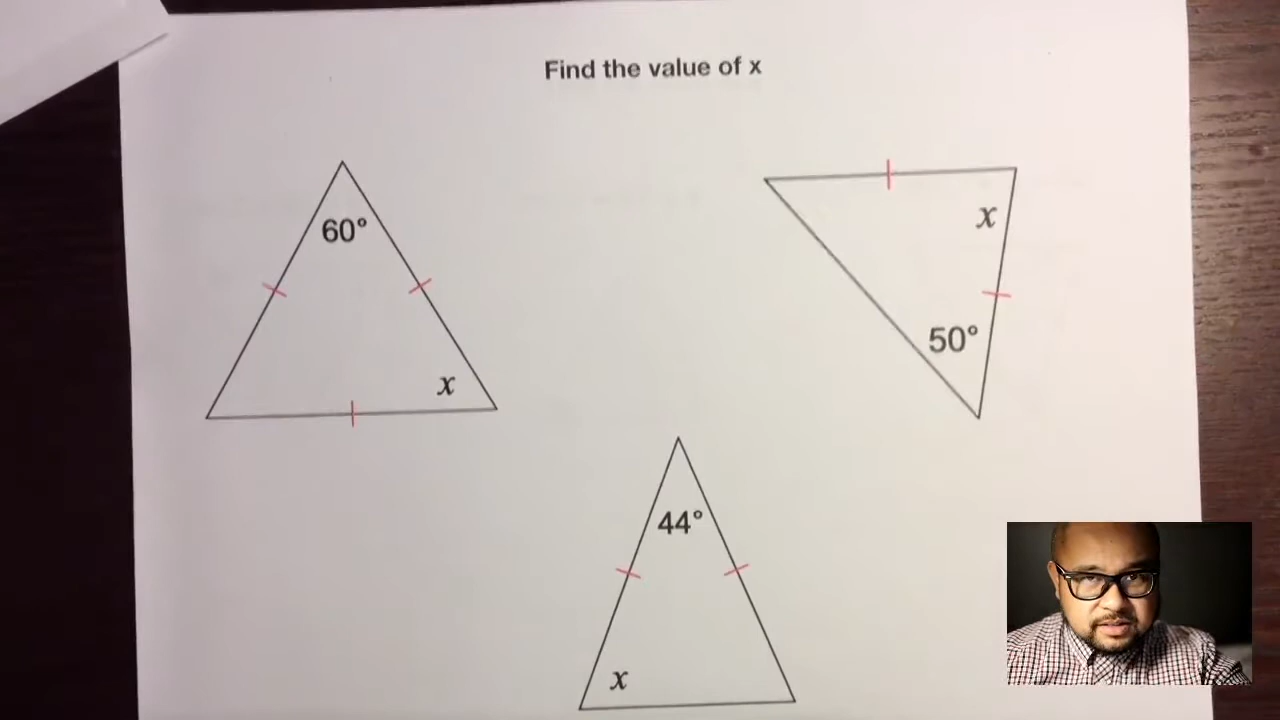 Find the value of x
60°
x
x
50°
44°
x